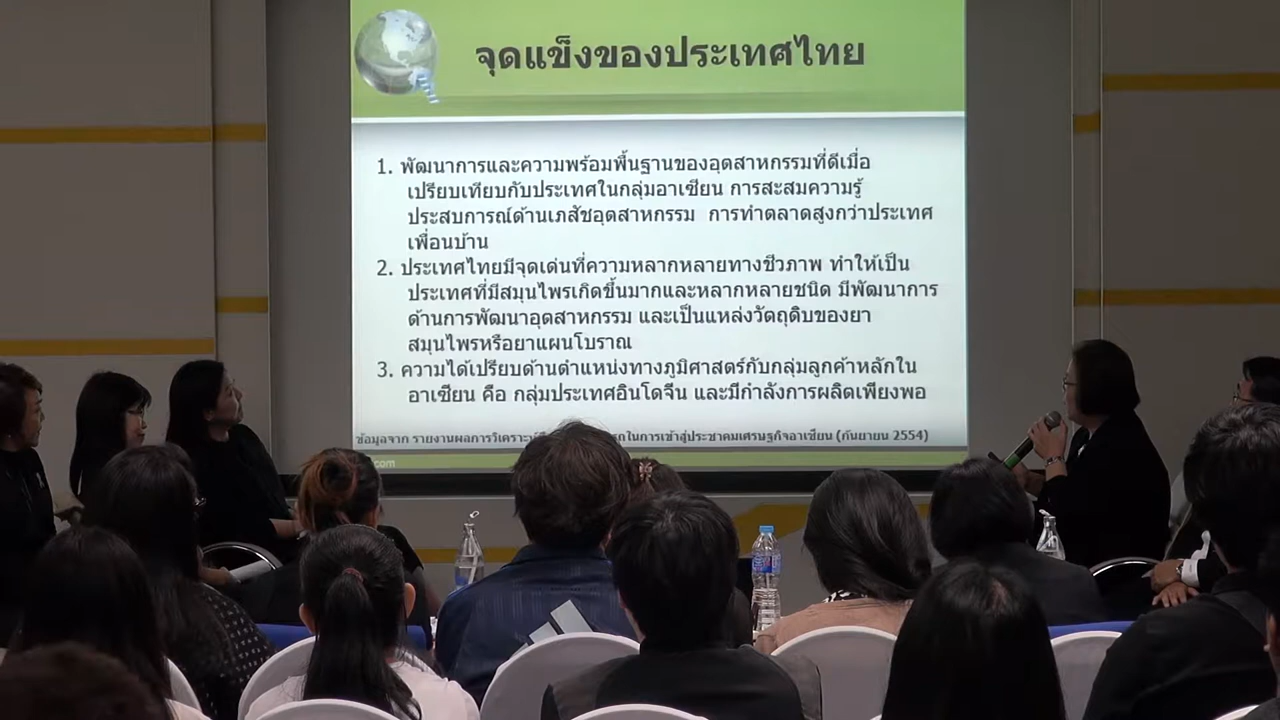 จุดแข็งของประเทศไทย
1. พัฒนาการและความพร้อมพื้นฐานของอุตสาหกรรมที่ดีเมื่อ
เปรียบเทียบกับประเทศในกลุ่มอาเซียน การสะสมความรู้
ประสบการณ์ด้านเภสัชอุตสาหกรรม การทำตลาดสูงกว่าประเทศ
เพื่อนบ้าน
2. ประเทศไทยมีจุดเด่นที่ความหลากหลายทางชีวภาพ ทำให้เป็น
ประเทศที่มีสมุนไพรเกิดขึ้นมากและหลากหลายชนิด มีพัฒนาการ
ด้านการพัฒนาอุตสาหกรรม และเป็นแหล่งวัตถุดิบของยา
สมุนไพรหรือยาแผนโบราณ
3. ความได้เปรียบด้านตำแหน่งทางภูมิศาสตร์กับกลุ่มลูกค้าหลักใน
อาเซียน คือ กลุ่มประเทศอินโดจีน และมีกำลังการผลิตเพียงพอ
ข้อมูลจาก รายงานผลการวิเคราะห์ ในการเข้าสู่ประชาคมเศรษฐกิจอาเซียน (กันยายน 2554)
.com